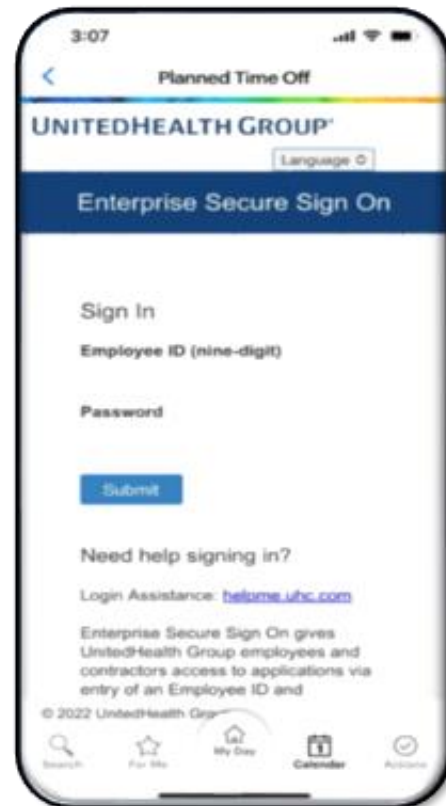 3:07
Planned Time Off
UNITEDHEALTH GROUP
Language
Enterprise Secure Sign On
Sign In
Employee ID (nine-digit)
Password
Submit
Need help signing in?
Login Assistance: helpme.uhc.com
Enterprise Secure Sign On gives
UnitedHealth Group employees and
contractors access to applications via
entry of an Employee ID and
© 2022 UnitedHealth Gro
Search For Me My Day Calendar Actions